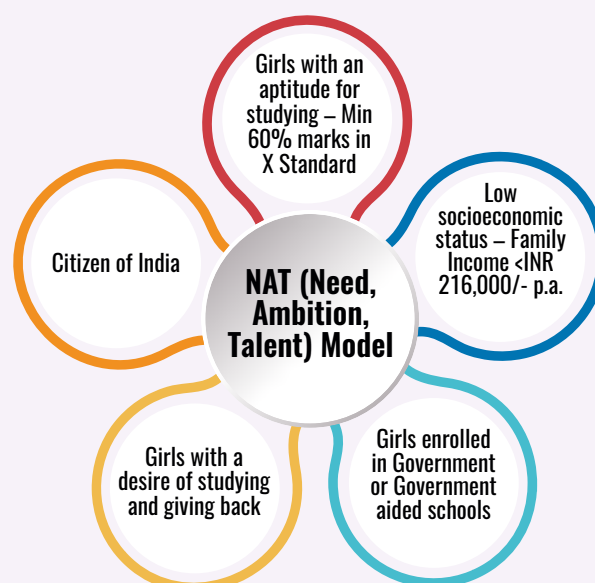 Girls with an
aptitude for
studying – Min
60% marks in
X Standard
Low
socioeconomic
status – Family
Income <INR
216,000/- p.a.
Citizen of India
NAT (Need,
Ambition,
Talent) Model
Girls with a
desire of studying
and giving back
Girls enrolled
in Government
or Government
aided schools